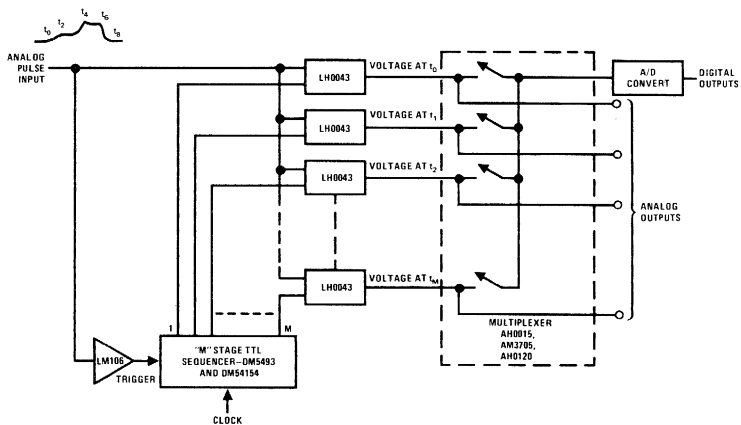 t0 t2 t4 t6 t8
ANALOG
PULSE
INPUT
LH0043
VOLTAGE AT t0
A/D
CONVERT
DIGITAL
OUTPUTS
LH0043
VOLTAGE AT t1
LH0043
VOLTAGE AT t2
ANALOG
OUTPUTS
LH0043
VOLTAGE AT tM
1
M
MULTIPLEXER
AH0015,
AM3705,
AH0120
LM106
TRIGGER
"M" STAGE TTL
SEQUENCER–DM5493
AND DM54154
CLOCK